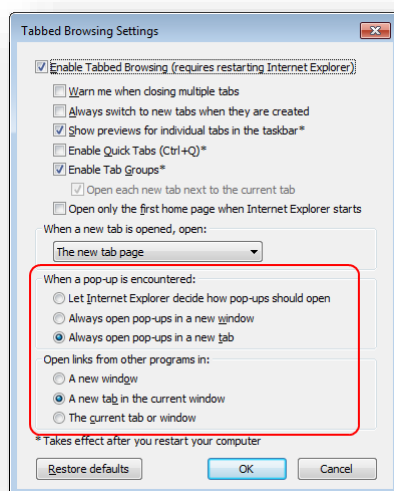 Tabbed Browsing Settings
Enable Tabbed Browsing (requires restarting Internet Explorer)
Warn me when closing multiple tabs
Always switch to new tabs when they are created
Show previews for individual tabs in the taskbar*
Enable Quick Tabs (Ctrl+Q)*
Enable Tab Groups*
Open each new tab next to the current tab
Open only the first home page when Internet Explorer starts
When a new tab is opened, open:
The new tab page
When a pop-up is encountered:
Let Internet Explorer decide how pop-ups should open
Always open pop-ups in a new window
Always open pop-ups in a new tab
Open links from other programs in:
A new window
A new tab in the current window
The current tab or window
* Takes effect after you restart your computer
Restore defaults
OK
Cancel